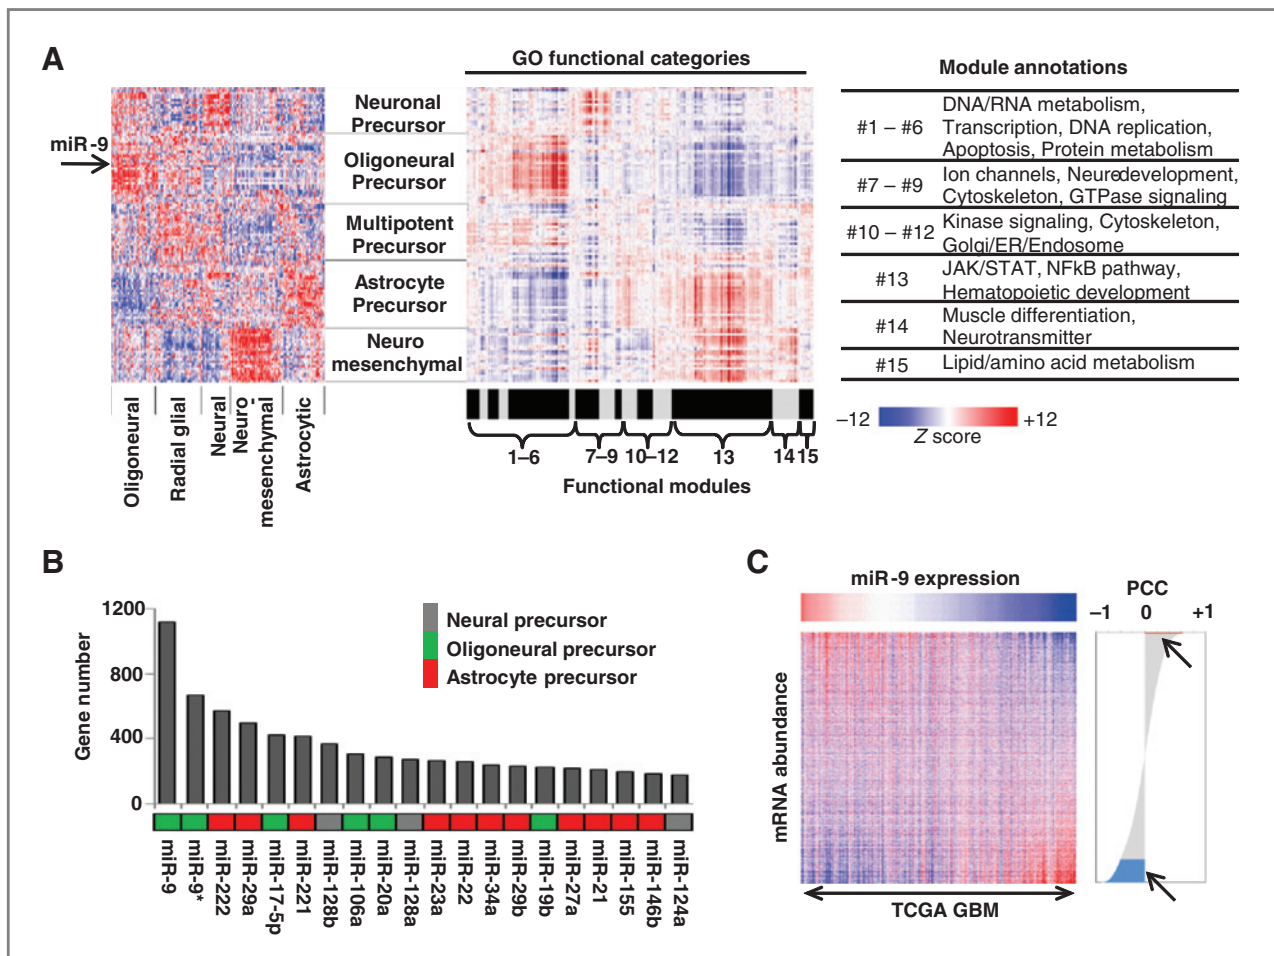 A
GO functional categories
Module annotations
miR-9
Neuronal
Precursor
Oligoneural
Precursor
Multipotent
Precursor
Astrocyte
Precursor
Neuro
mesenchymal
#1 – #6
DNA/RNA metabolism,
Transcription, DNA replication,
Apoptosis, Protein metabolism
#7 – #9
Ion channels, Neuredevelopment,
Cytoskeleton, GTPase signaling
#10 – #12
Kinase signaling, Cytoskeleton,
Golgi/ER/Endosome
#13
JAK/STAT, NFkB pathway,
Hematopoietic development
#14
Muscle differentiation,
Neurotransmitter
#15
Lipid/amino acid metabolism
Oligoneural
Radial glial
Neural
Neuro-
mesenchymal
Astrocytic
1–6
7–9
10–12
13
14
15
Functional modules
–12
+12
Z score
B
Gene number
1200
800
400
0
Neural precursor
Oligoneural precursor
Astrocyte precursor
miR-9
miR-9*
miR-222
miR-29a
miR-17-5p
miR-221
miR-128b
miR-106a
miR-20a
miR-128a
miR-23a
miR-22
miR-34a
miR-29b
miR-19b
miR-27a
miR-21
miR-155
miR-146b
miR-124a
C
miR-9 expression
PCC
–1
0
+1
mRNA abundance
TCGA GBM